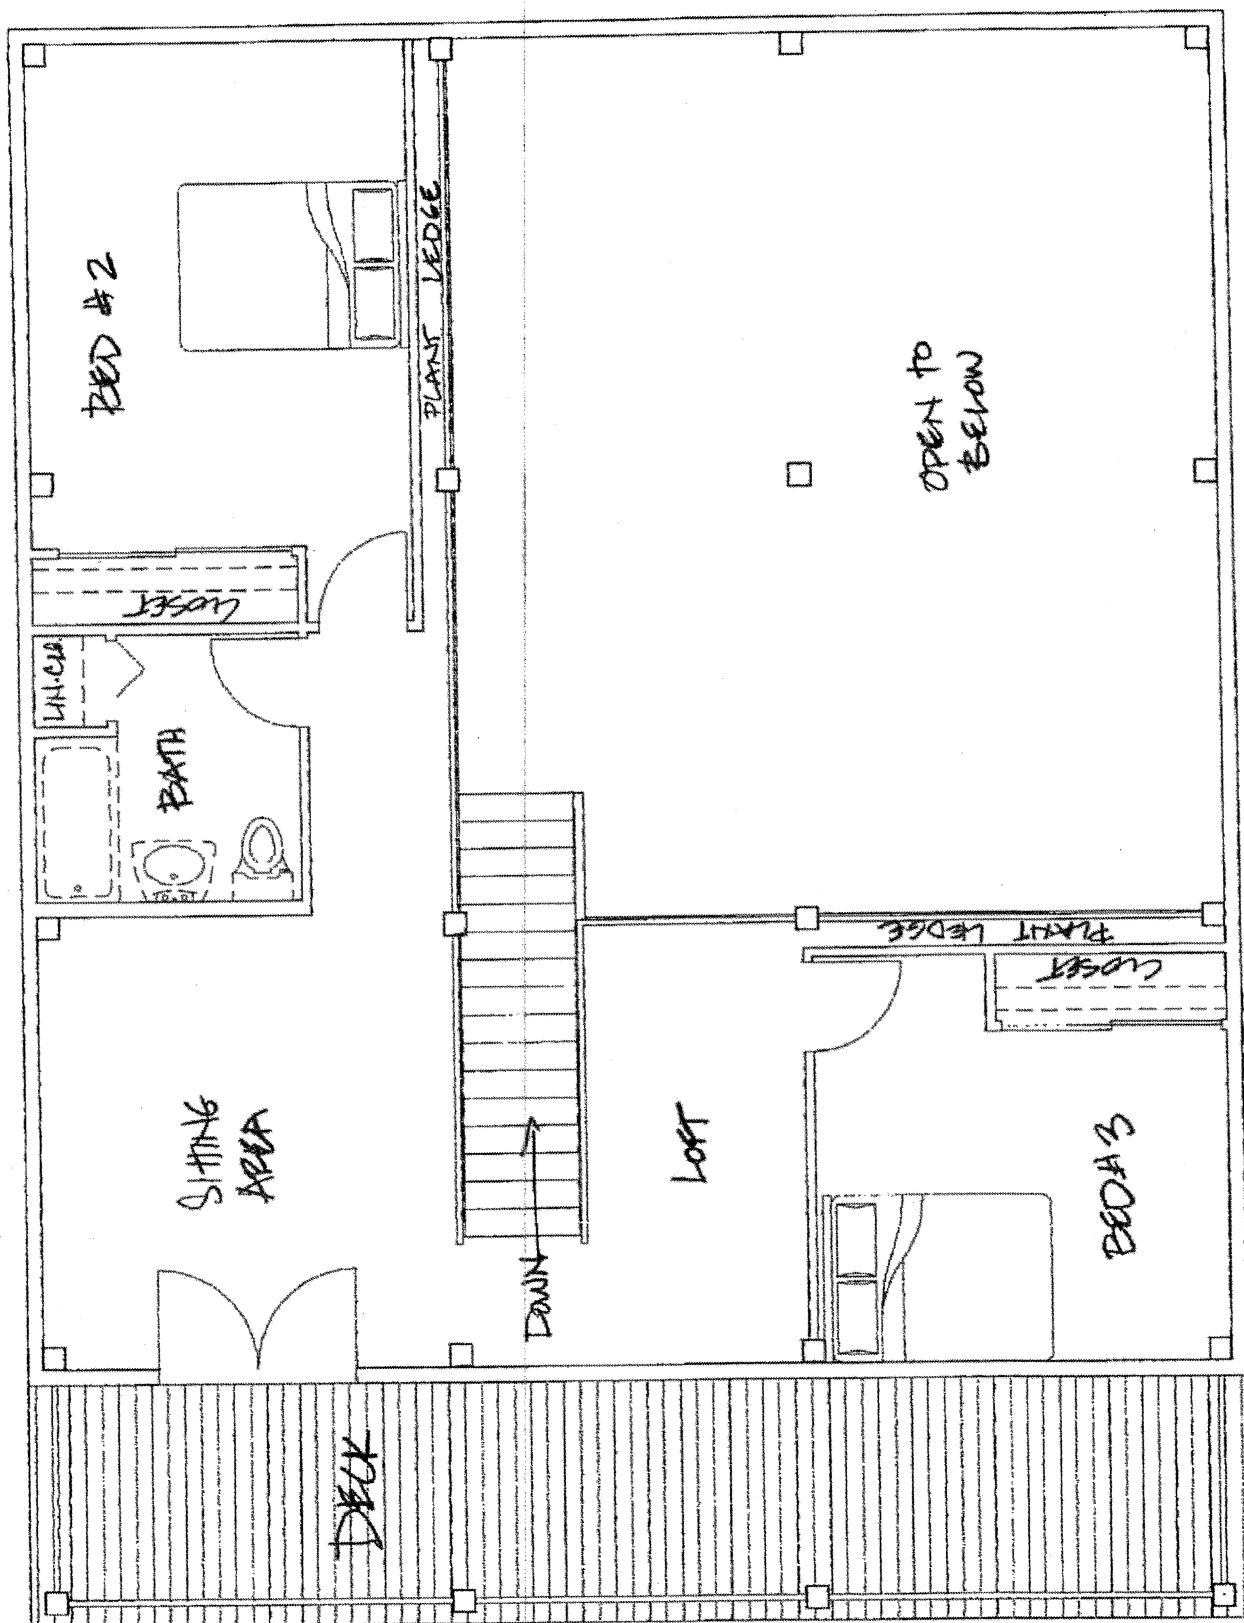 BED #2
PLANT LEDGE
OPEN TO
BELOW
CLOSET
LIN. CLO.
BATH
SITTING
AREA
DOWN
LOFT
PLANT LEDGE
CLOSET
BED #3
DECK